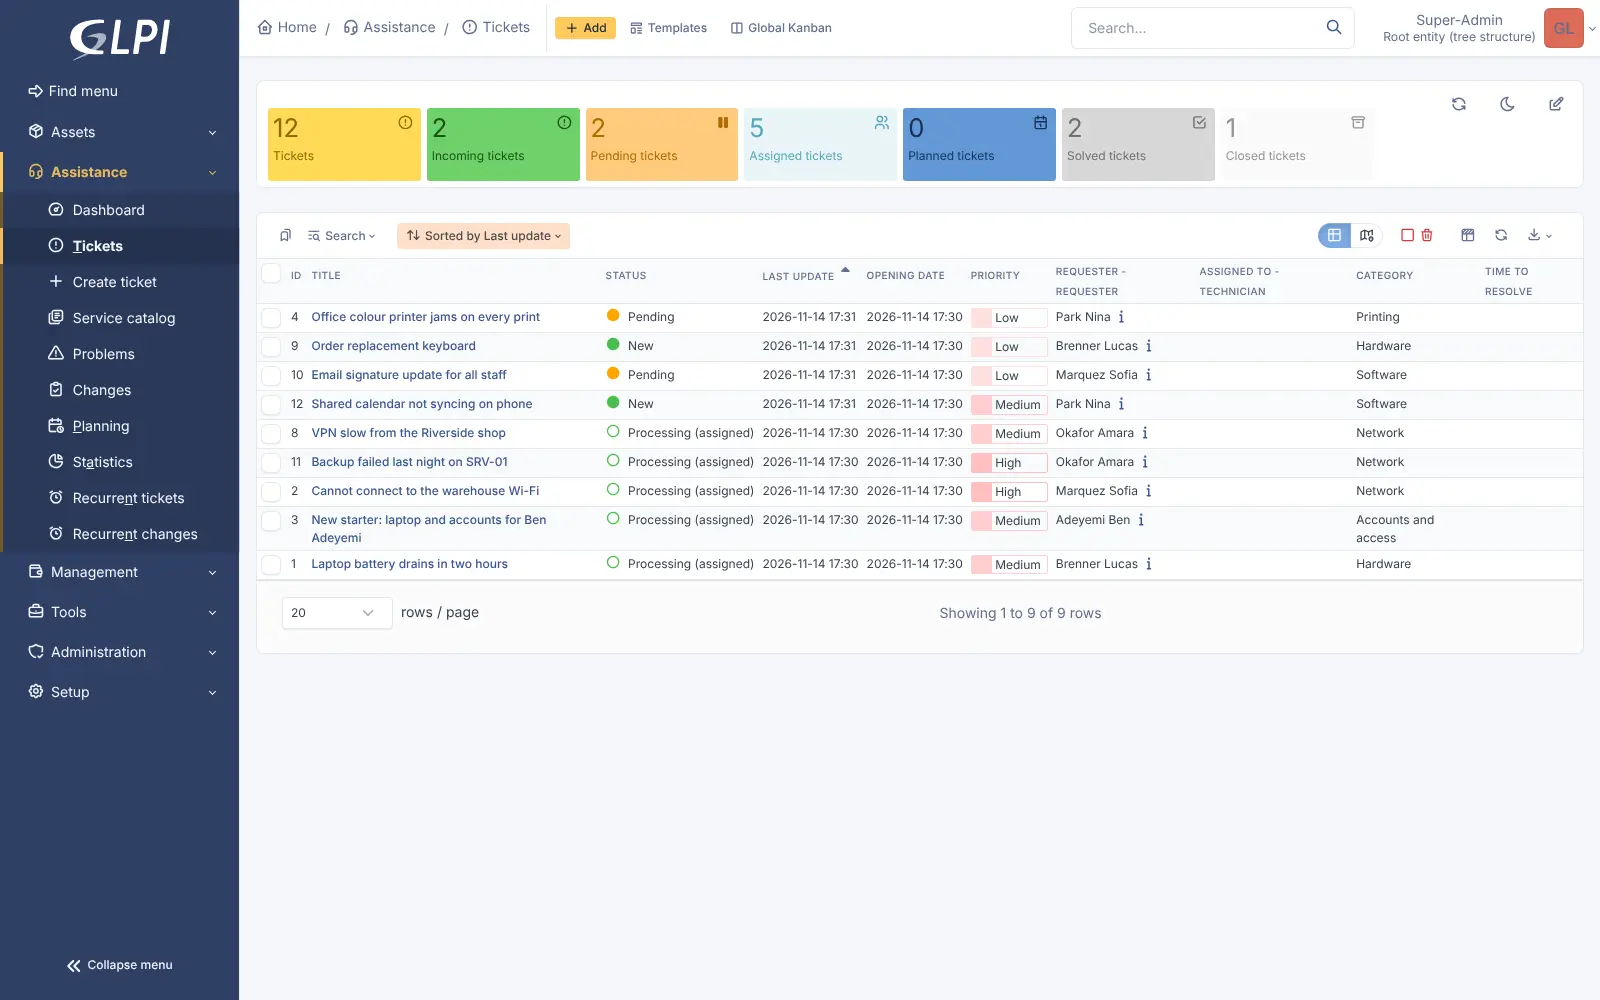 GLPI
Home / Assistance / Tickets
Add
Templates
Global Kanban
Search...
Super-Admin
Root entity (tree structure)
GL
Find menu
Assets
Assistance
Dashboard
Tickets
Create ticket
Service catalog
Problems
Changes
Planning
Statistics
Recurrent tickets
Recurrent changes
Management
Tools
Administration
Setup
Collapse menu
12
Tickets
2
Incoming tickets
2
Pending tickets
5
Assigned tickets
0
Planned tickets
2
Solved tickets
1
Closed tickets
Search
Sorted by Last update
ID TITLE STATUS LAST UPDATE OPENING DATE PRIORITY REQUESTER - REQUESTER ASSIGNED TO - TECHNICIAN CATEGORY TIME TO RESOLVE
4 Office colour printer jams on every print Pending 2026-11-14 17:31 2026-11-14 17:30 Low Park Nina Printing
9 Order replacement keyboard New 2026-11-14 17:31 2026-11-14 17:30 Low Brenner Lucas Hardware
10 Email signature update for all staff Pending 2026-11-14 17:31 2026-11-14 17:30 Low Marquez Sofia Software
12 Shared calendar not syncing on phone New 2026-11-14 17:31 2026-11-14 17:30 Medium Park Nina Software
8 VPN slow from the Riverside shop Processing (assigned) 2026-11-14 17:30 2026-11-14 17:30 Medium Okafor Amara Network
11 Backup failed last night on SRV-01 Processing (assigned) 2026-11-14 17:30 2026-11-14 17:30 High Okafor Amara Network
2 Cannot connect to the warehouse Wi-Fi Processing (assigned) 2026-11-14 17:30 2026-11-14 17:30 High Marquez Sofia Network
3 New starter: laptop and accounts for Ben Adeyemi Processing (assigned) 2026-11-14 17:30 2026-11-14 17:30 Medium Adeyemi Ben Accounts and access
1 Laptop battery drains in two hours Processing (assigned) 2026-11-14 17:30 2026-11-14 17:30 Medium Brenner Lucas Hardware
20 rows / page
Showing 1 to 9 of 9 rows